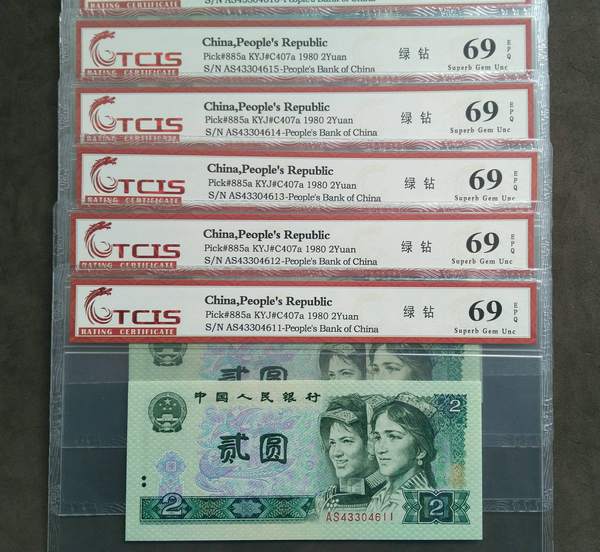 S/N AS43304616-People's Bank of China
TCIS
RATING CERTIFICATE
China,People's Republic
Pick#885a KYJ#C407a 1980 2Yuan
S/N AS43304615-People's Bank of China
绿 钻
69
EPQ
Superb Gem Unc
TCIS
RATING CERTIFICATE
China,People's Republic
Pick#885a KYJ#C407a 1980 2Yuan
S/N AS43304614-People's Bank of China
绿 钻
69
EPQ
Superb Gem Unc
TCIS
RATING CERTIFICATE
China,People's Republic
Pick#885a KYJ#C407a 1980 2Yuan
S/N AS43304613-People's Bank of China
绿 钻
69
EPQ
Superb Gem Unc
TCIS
RATING CERTIFICATE
China,People's Republic
Pick#885a KYJ#C407a 1980 2Yuan
S/N AS43304612-People's Bank of China
绿 钻
69
EPQ
Superb Gem Unc
TCIS
RATING CERTIFICATE
China,People's Republic
Pick#885a KYJ#C407a 1980 2Yuan
S/N AS43304611-People's Bank of China
绿 钻
69
EPQ
Superb Gem Unc
中国人民银行
2
贰圆
AS43304611
2
2